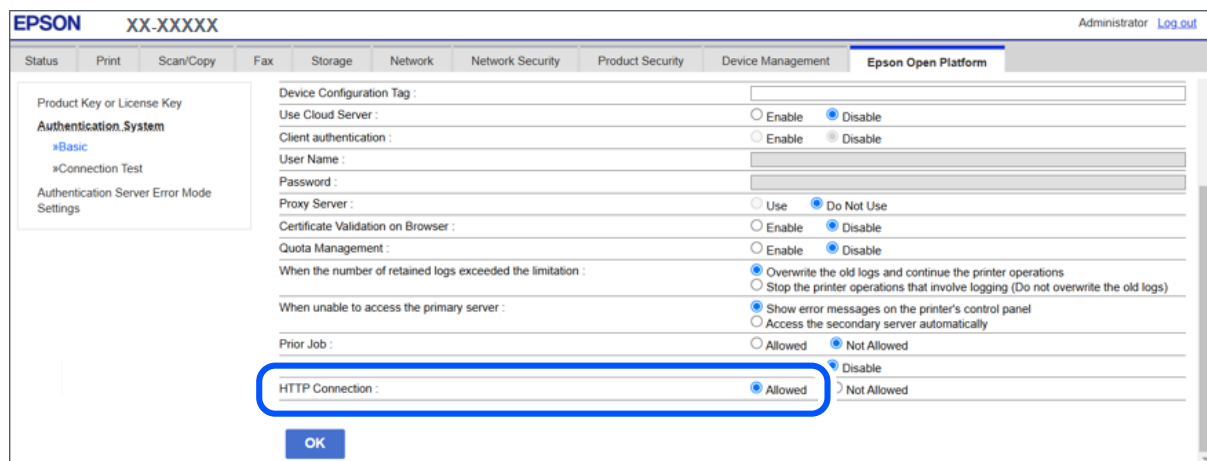 EPSON XX-XXXXX Administrator Log out
Status Print Scan/Copy Fax Storage Network Network Security Product Security Device Management Epson Open Platform
Product Key or License Key
Authentication System
»Basic
»Connection Test
Authentication Server Error Mode
Settings
Device Configuration Tag :
Use Cloud Server : Enable Disable
Client authentication : Enable Disable
User Name :
Password :
Proxy Server : Use Do Not Use
Certificate Validation on Browser : Enable Disable
Quota Management : Enable Disable
When the number of retained logs exceeded the limitation : Overwrite the old logs and continue the printer operations
Stop the printer operations that involve logging (Do not overwrite the old logs)
When unable to access the primary server : Show error messages on the printer's control panel
Access the secondary server automatically
Prior Job : Allowed Not Allowed
Disable
HTTP Connection : Allowed Not Allowed
OK